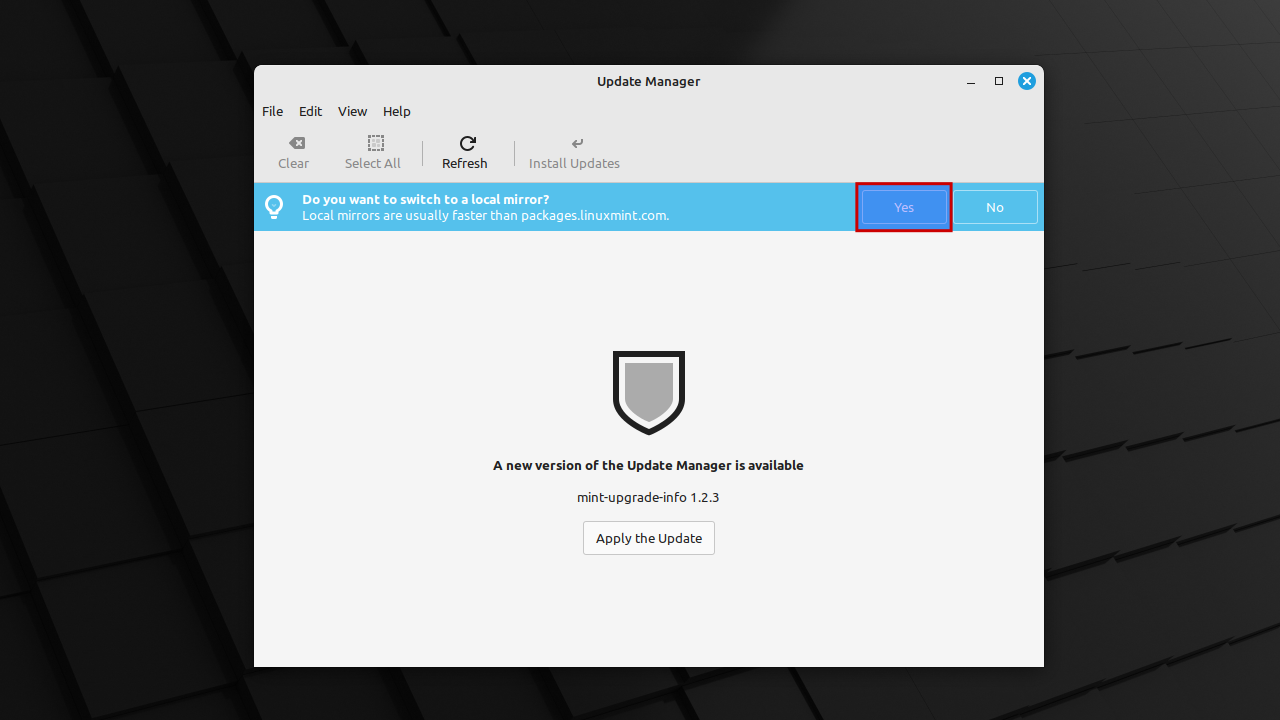 Update Manager
File Edit View Help
Clear Select All Refresh Install Updates
Do you want to switch to a local mirror?
Local mirrors are usually faster than packages.linuxmint.com.
Yes No
A new version of the Update Manager is available
mint-upgrade-info 1.2.3
Apply the Update